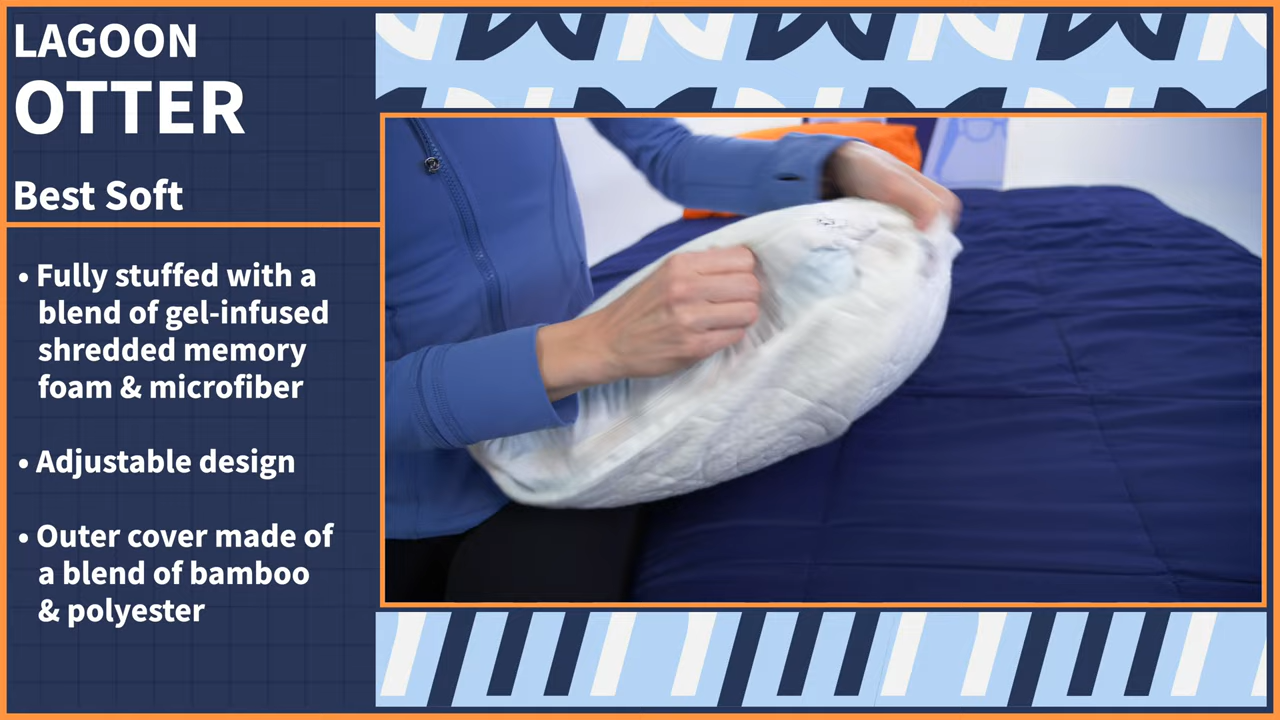 LAGOON
OTTER
Best Soft
• Fully stuffed with a
blend of gel-infused
shredded memory
foam & microfiber
• Adjustable design
• Outer cover made of
a blend of bamboo
& polyester